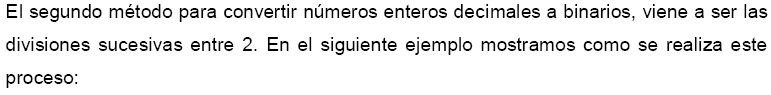 El segundo método para convertir números enteros decimales a binarios, viene a ser las
divisiones sucesivas entre 2. En el siguiente ejemplo mostramos como se realiza este
proceso: